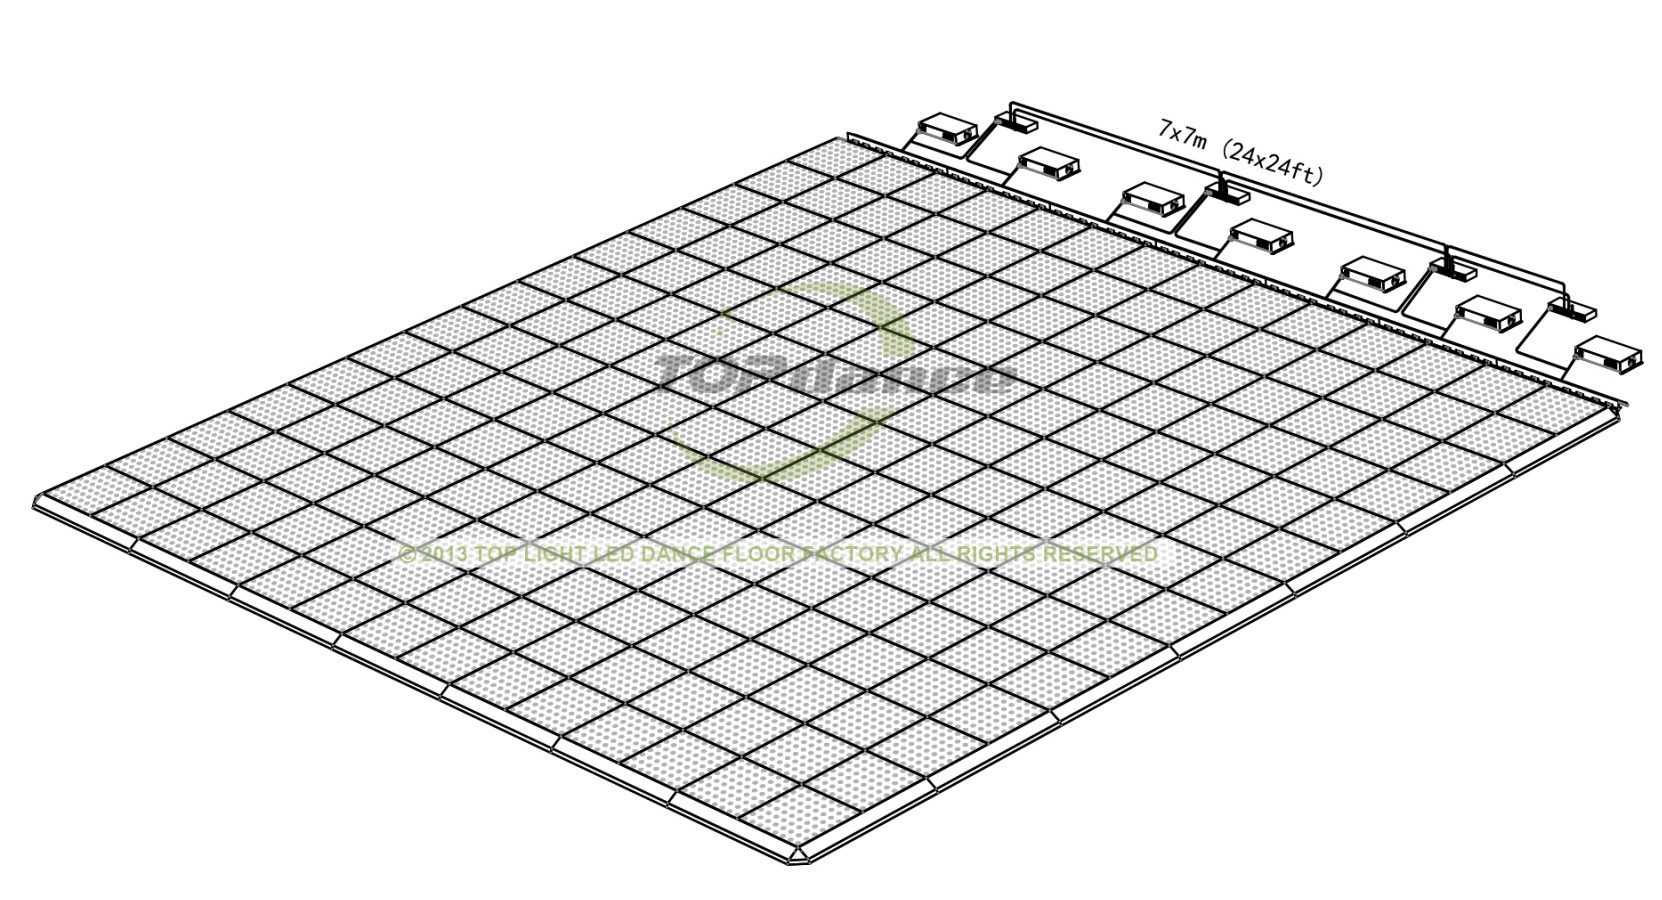 7x7m (24x24ft)
TOPdance
©2013 TOP LIGHT LED DANCE FLOOR FACTORY ALL RIGHTS RESERVED